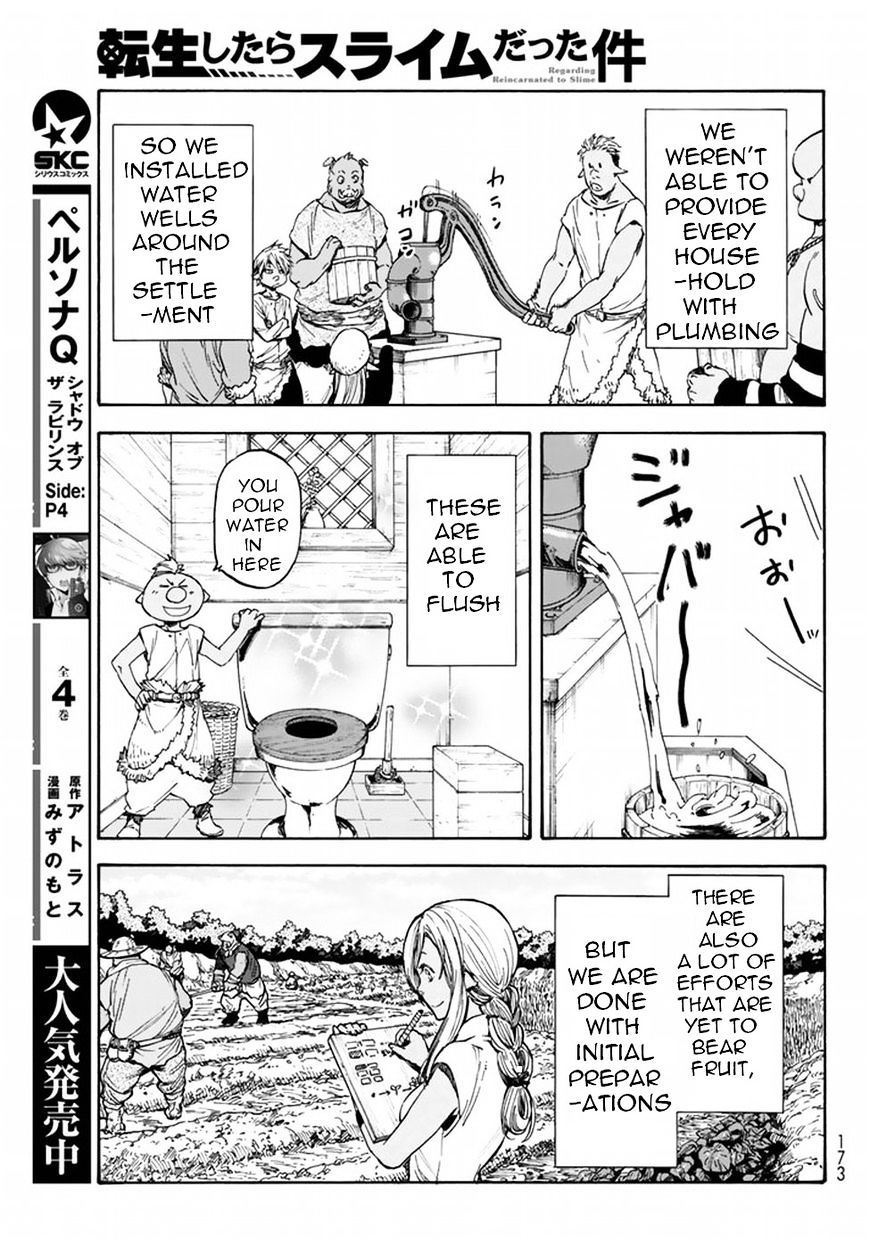 転生したらスライムだった件
Regarding
Reincarnated to Slime
WE
WEREN'T
ABLE TO
PROVIDE
EVERY
HOUSE
-HOLD
WITH
PLUMBING
ワラン
ガコン
SO WE
INSTALLED
WATER
WELLS
AROUND
THE
SETTLE
-MENT
ジャバーー
おぉおー
THESE
ARE
ABLE
TO
FLUSH
YOU
POUR
WATER
IN
HERE
THERE
ARE
ALSO
A LOT OF
EFFORTS
THAT ARE
YET TO
BEAR
FRUIT,
BUT
WE ARE
DONE
WITH
INITIAL
PREPAR
-ATIONS
173
SKC
シリウスコミックス
ペルソナQ
シャドウ オブ
ザ ラビリンス
Side:
P4
全
4
巻
原作 アトラス
漫画 みずのもと
大人気発売中